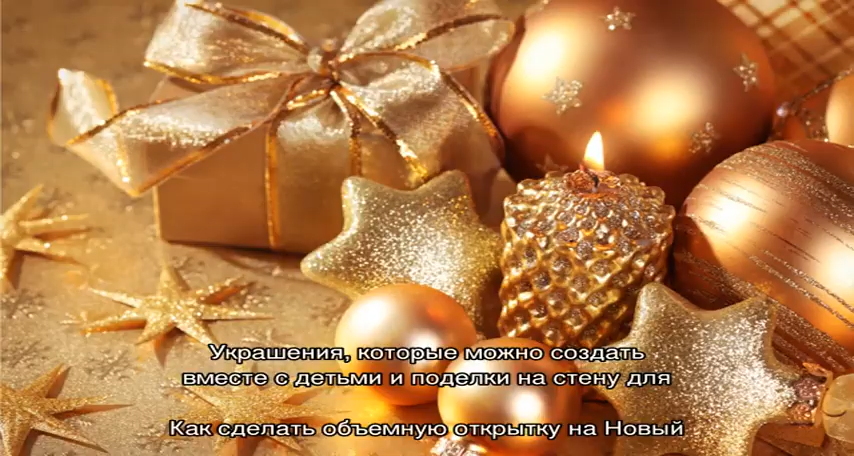 Украшения, которые можно создать
вместе с детьми и поделки на стену для
Как сделать объемную открытку на Новый